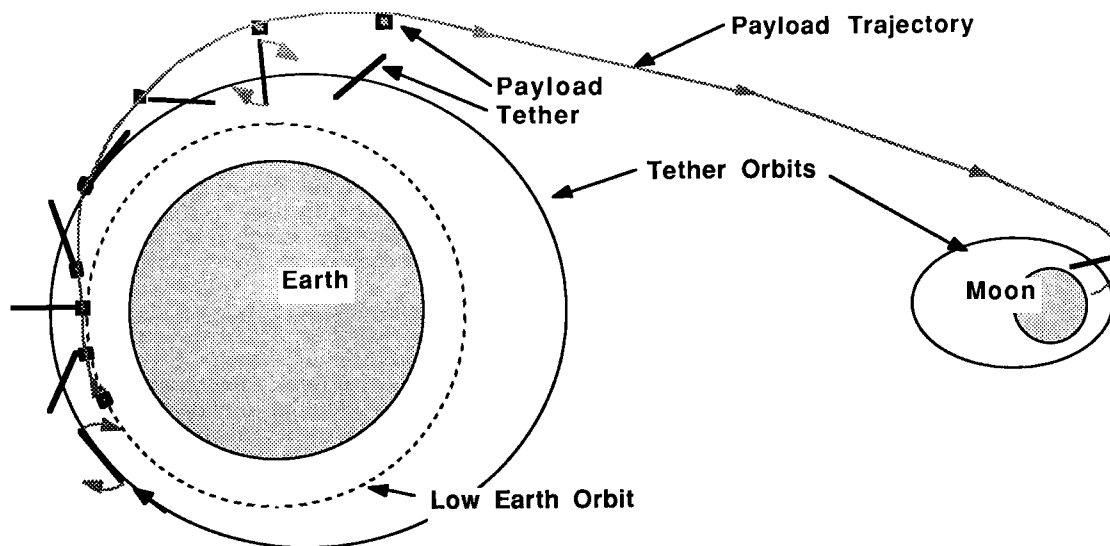 Payload Trajectory
Payload
Tether
Tether Orbits
Earth
Moon
Low Earth Orbit